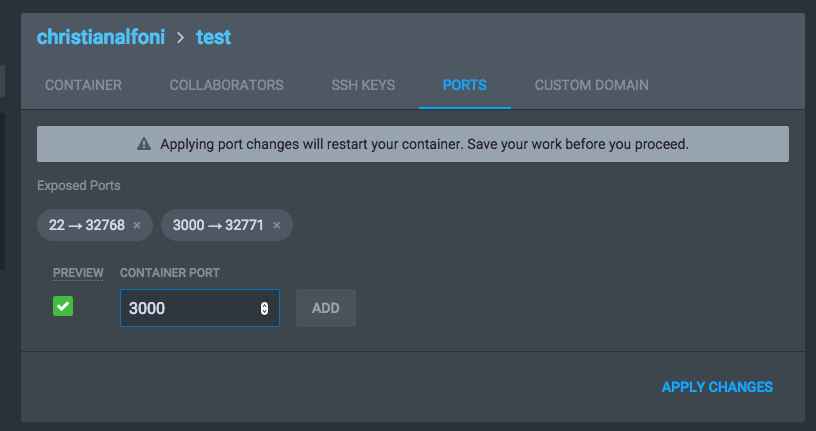 christianalfoni > test
CONTAINER COLLABORATORS SSH KEYS PORTS CUSTOM DOMAIN
Applying port changes will restart your container. Save your work before you proceed.
Exposed Ports
22 → 32768 × 3000 → 32771 ×
PREVIEW CONTAINER PORT
3000 ADD
APPLY CHANGES